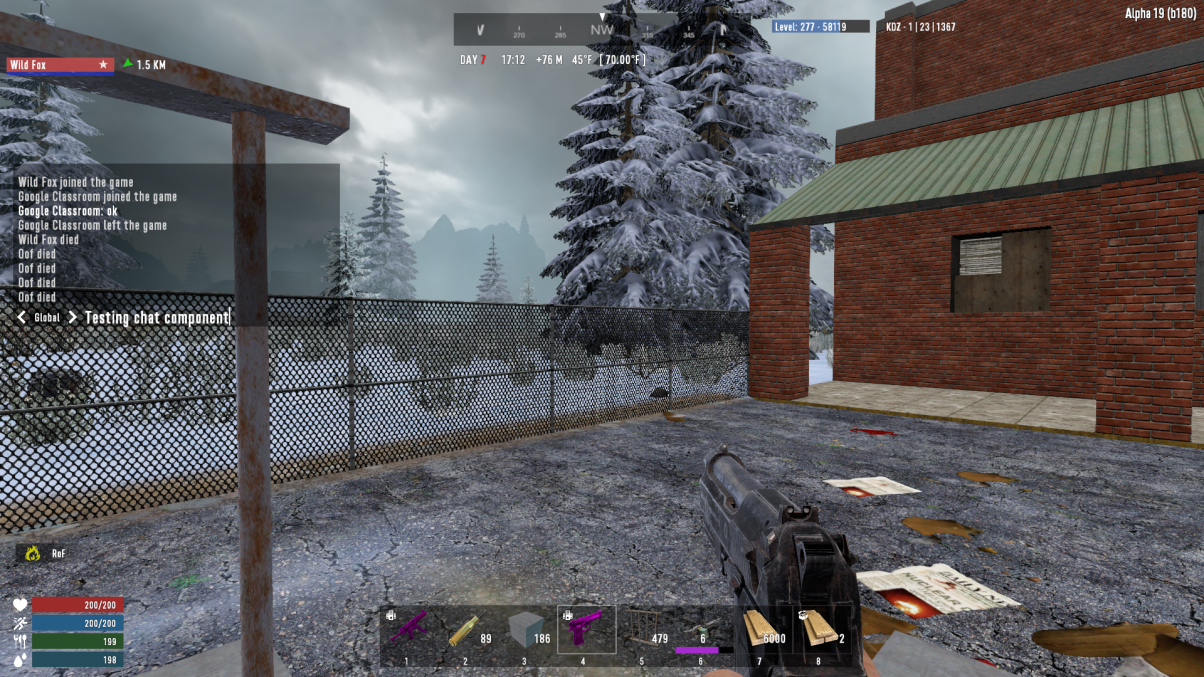 Alpha 19 (b180)
V 270 285 NW 315 345 N
Level: 277 - 58119
KDZ - 1 | 23 | 1367
DAY 7 17:12 +76 M 45°F [ 70.00°F ]
Wild Fox
1.5 KM
Wild Fox joined the game
Google Classroom joined the game
Google Classroom: ok
Google Classroom left the game
Wild Fox died
Oof died
Oof died
Oof died
Oof died
Global Testing chat component
RoF
200/200
200/200
199
198
89 186 479 6 6000 2
1 2 3 4 5 6 7 8